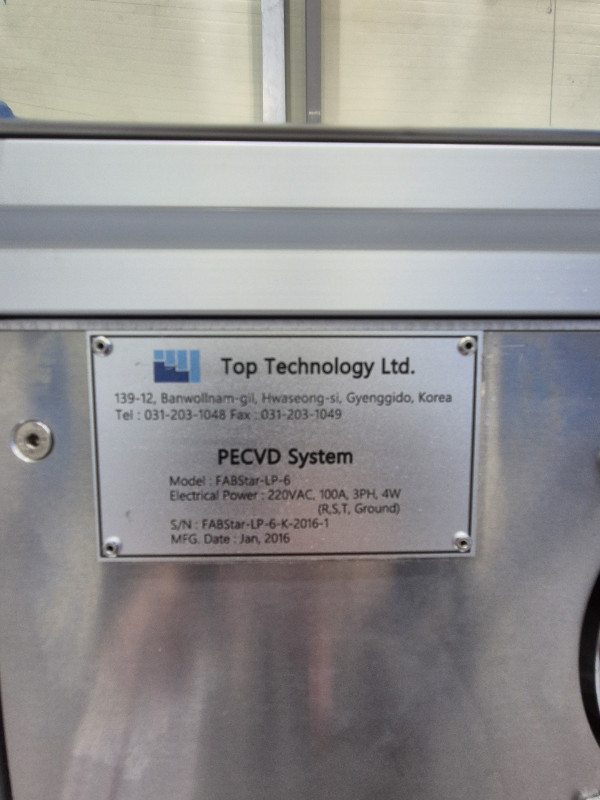 Top Technology Ltd.
139-12, Banwollnam-gil, Hwaseong-si, Gyenggido, Korea
Tel : 031-203-1048 Fax : 031-203-1049
PECVD System
Model : FABStar-LP-6
Electrical Power : 220VAC, 100A, 3PH, 4W
(R,S,T, Ground)
S/N : FABStar-LP-6-K-2016-1
MFG. Date : Jan, 2016